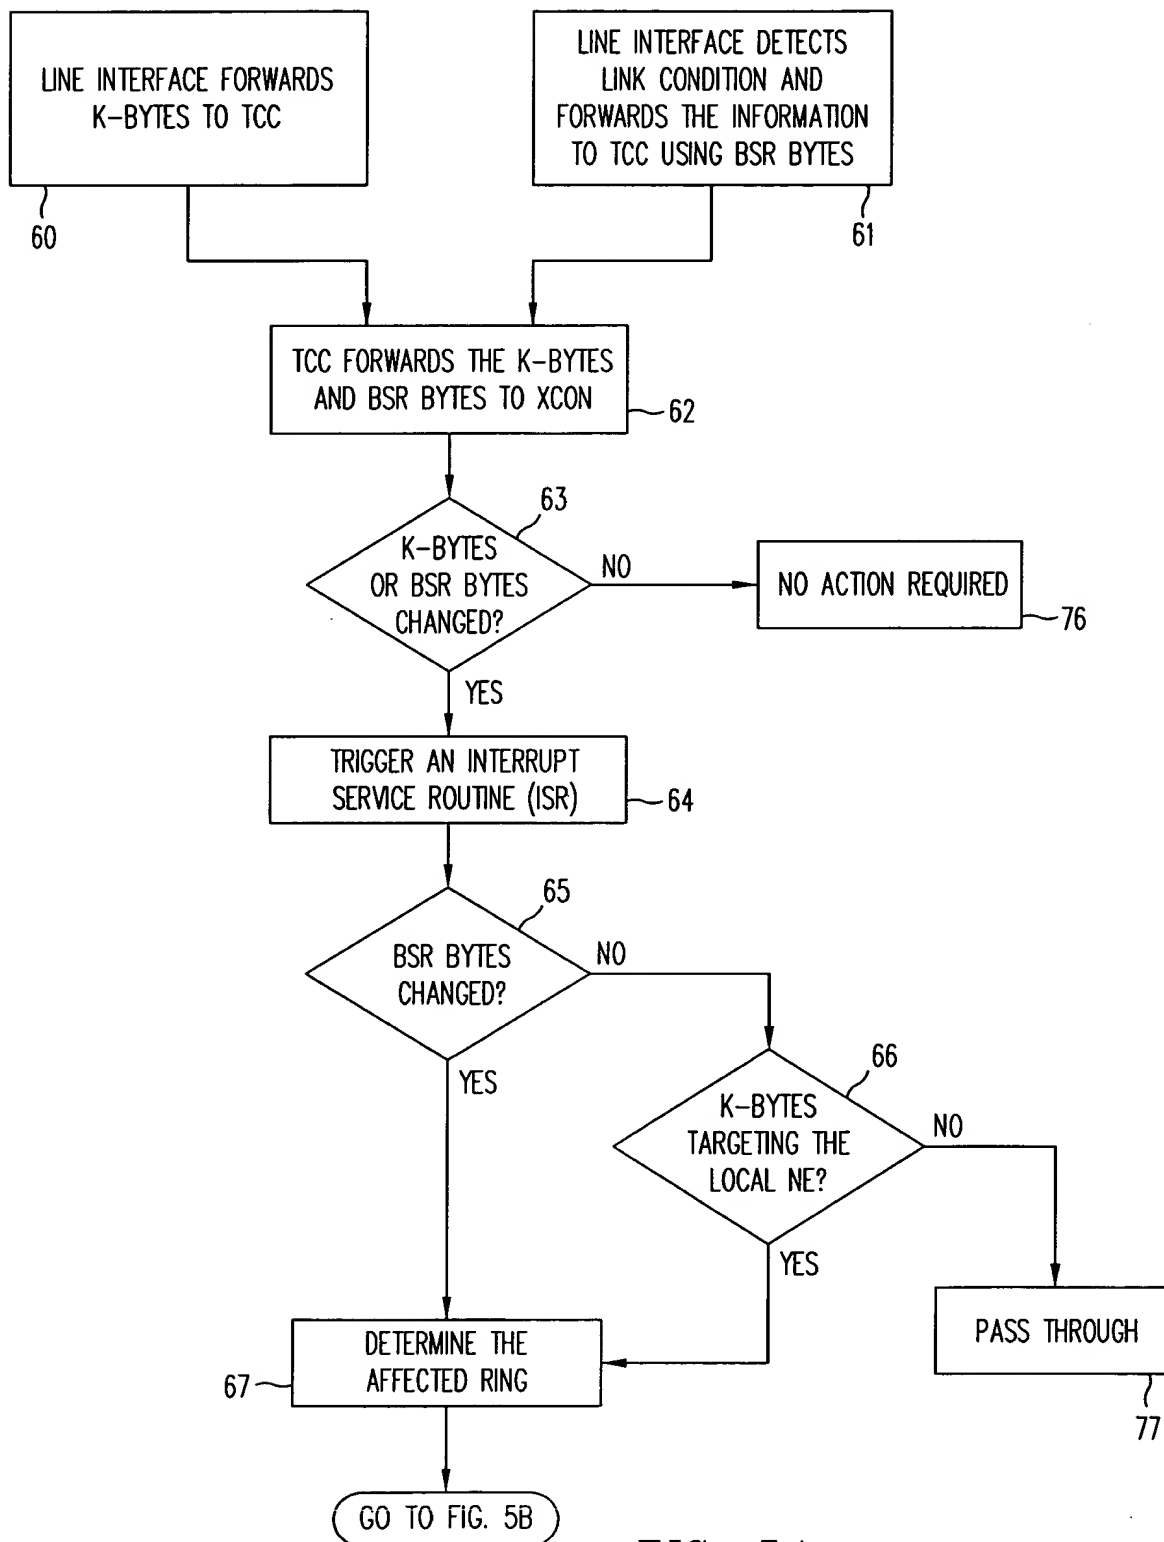 LINE INTERFACE FORWARDS
K-BYTES TO TCC
60
LINE INTERFACE DETECTS
LINK CONDITION AND
FORWARDS THE INFORMATION
TO TCC USING BSR BYTES
61
TCC FORWARDS THE K-BYTES
AND BSR BYTES TO XCON
62
63
K-BYTES
OR BSR BYTES
CHANGED?
NO
NO ACTION REQUIRED
76
YES
TRIGGER AN INTERRUPT
SERVICE ROUTINE (ISR)
64
65
BSR BYTES
CHANGED?
NO
YES
66
K-BYTES
TARGETING THE
LOCAL NE?
NO
YES
PASS THROUGH
77
DETERMINE THE
AFFECTED RING
67
GO TO FIG. 5B